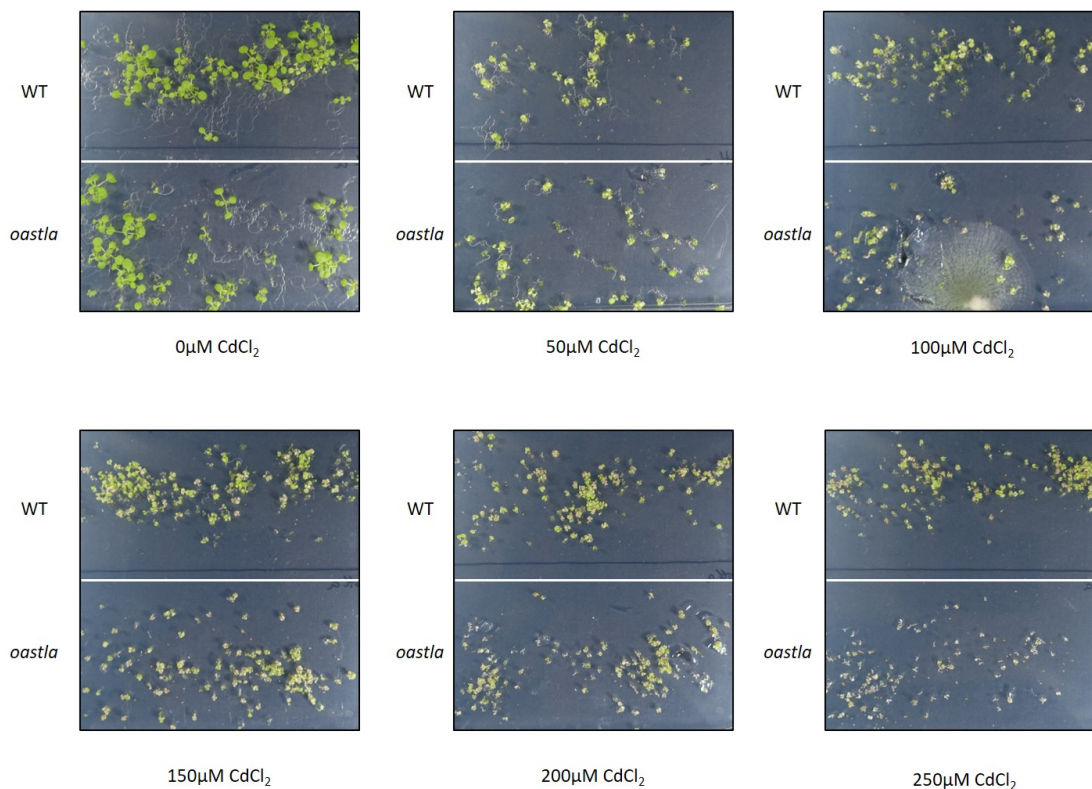 WT
oastla
0µM CdCl₂
WT
oastla
50µM CdCl₂
WT
oastla
100µM CdCl₂
WT
oastla
150µM CdCl₂
WT
oastla
200µM CdCl₂
WT
oastla
250µM CdCl₂